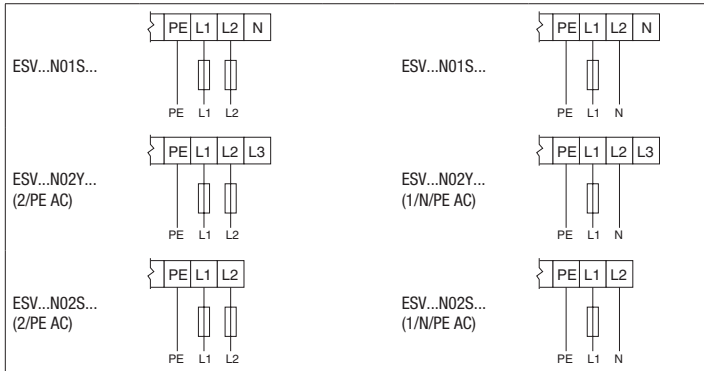 PE L1 L2 N
ESV...N01S...
PE L1 L2
PE L1 L2 N
ESV...N01S...
PE L1 N
PE L1 L2 L3
ESV...N02Y...
(2/PE AC)
PE L1 L2
PE L1 L2 L3
ESV...N02Y...
(1/N/PE AC)
PE L1 N
PE L1 L2
ESV...N02S...
(2/PE AC)
PE L1 L2
PE L1 L2
ESV...N02S...
(1/N/PE AC)
PE L1 N